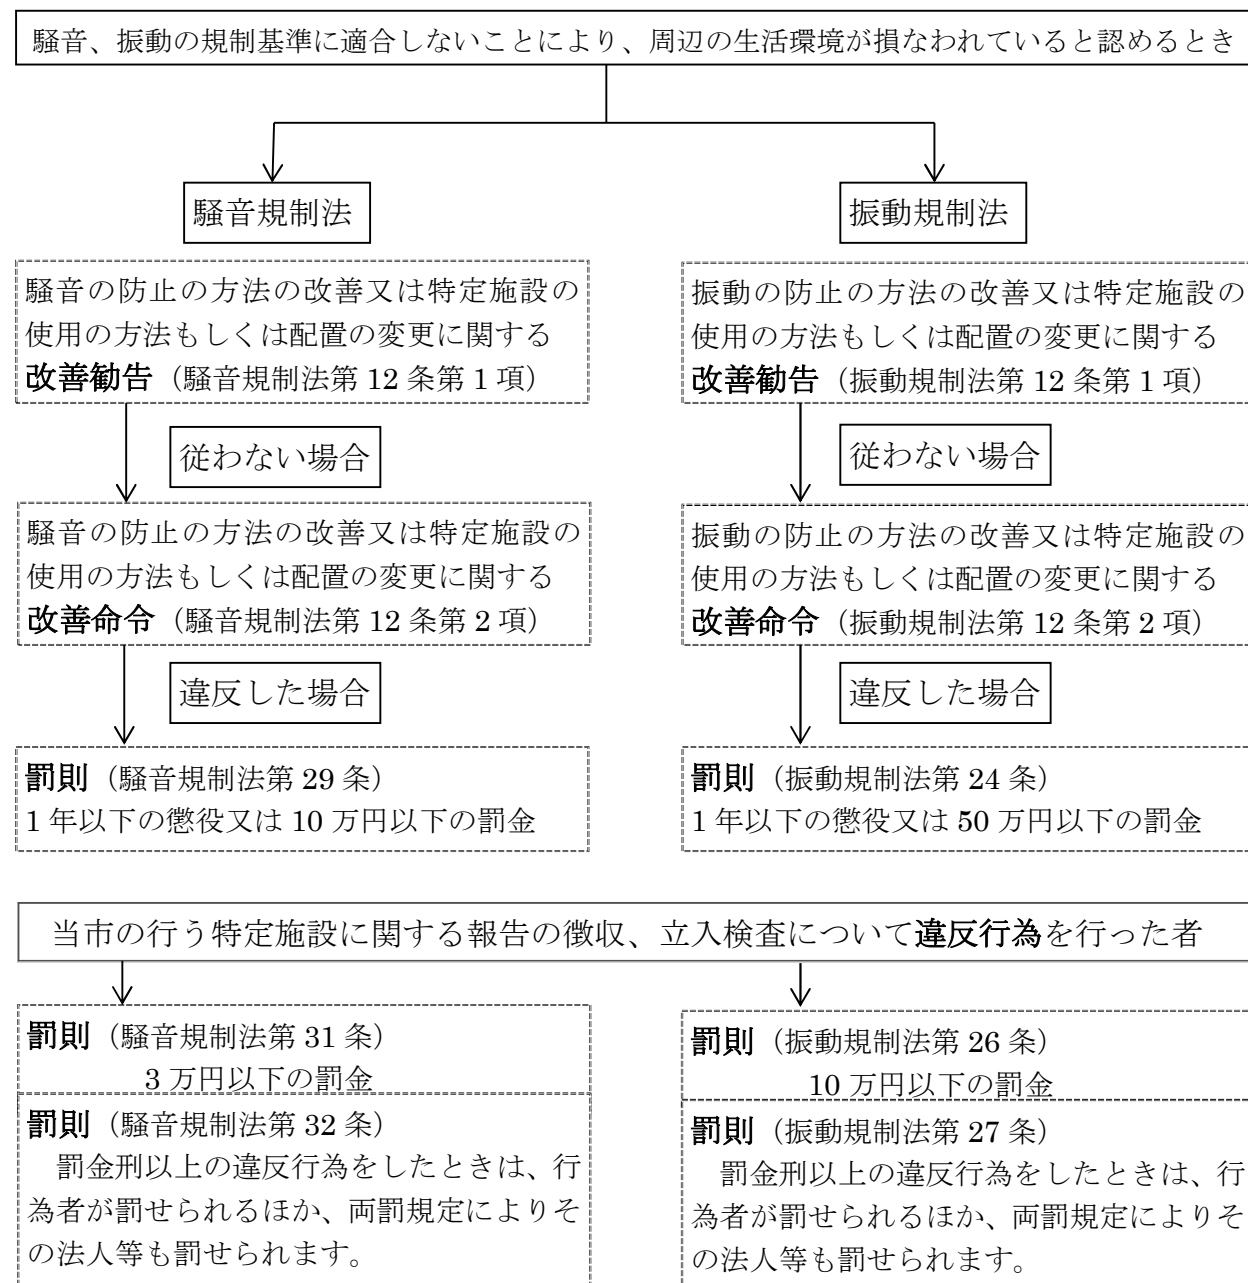 騒音、振動の規制基準に適合しないことにより、周辺の生活環境が損なわれていると認めるとき
騒音規制法
騒音の防止の方法の改善又は特定施設の
使用の方法もしくは配置の変更に関する
改善勧告（騒音規制法第 12 条第 1 項）
従わない場合
騒音の防止の方法の改善又は特定施設の
使用の方法もしくは配置の変更に関する
改善命令（騒音規制法第 12 条第 2 項）
違反した場合
罰則（騒音規制法第 29 条）
1 年以下の懲役又は 10 万円以下の罰金
振動規制法
振動の防止の方法の改善又は特定施設の
使用の方法もしくは配置の変更に関する
改善勧告（振動規制法第 12 条第 1 項）
従わない場合
振動の防止の方法の改善又は特定施設の
使用の方法もしくは配置の変更に関する
改善命令（振動規制法第 12 条第 2 項）
違反した場合
罰則（振動規制法第 24 条）
1 年以下の懲役又は 50 万円以下の罰金
当市の行う特定施設に関する報告の徴収、立入検査について違反行為を行った者
罰則（騒音規制法第 31 条）
3 万円以下の罰金
罰則（騒音規制法第 32 条）
罰金刑以上の違反行為をしたときは、行
為者が罰せられるほか、両罰規定によりそ
の法人等も罰せられます。
罰則（振動規制法第 26 条）
10 万円以下の罰金
罰則（振動規制法第 27 条）
罰金刑以上の違反行為をしたときは、行
為者が罰せられるほか、両罰規定によりそ
の法人等も罰せられます。